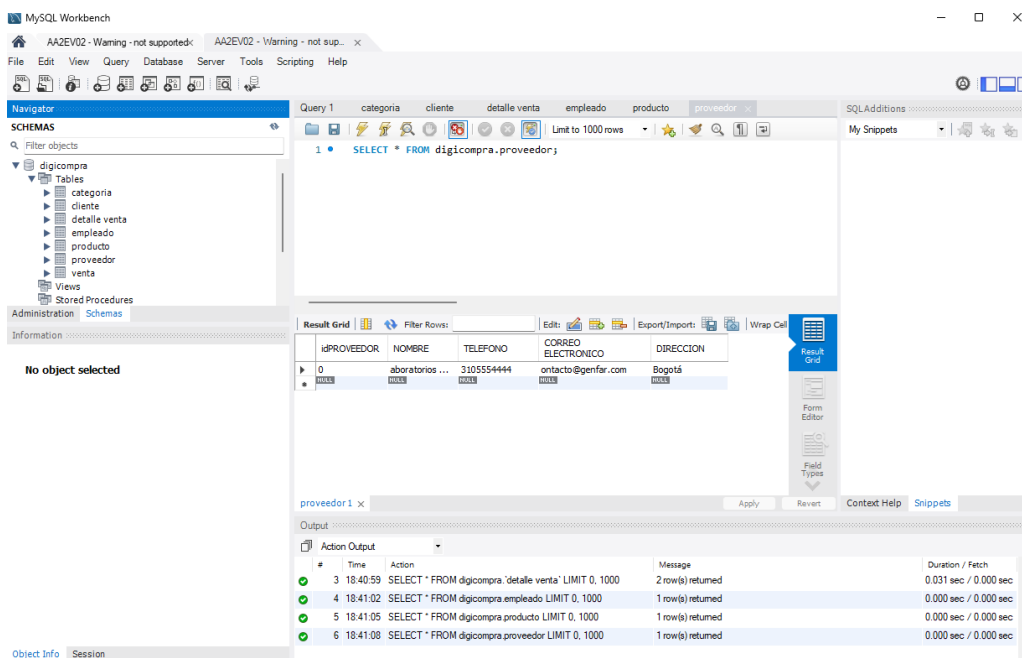 MySQL Workbench
AA2EV02 - Warning - not supported AA2EV02 - Warning - not sup...
File Edit View Query Database Server Tools Scripting Help
Navigator
SCHEMAS
Filter objects
digicompra
Tables
categoria
cliente
detalle venta
empleado
producto
proveedor
venta
Views
Stored Procedures
Administration Schemas
Information
No object selected
Object Info Session
Query 1 categoria cliente detalle venta empleado producto proveedor
Limit to 1000 rows
1 SELECT * FROM digicompra.proveedor;
Result Grid Filter Rows: Edit: Export/Import: Wrap Cell
idPROVEEDOR NOMBRE TELEFONO CORREO ELECTRONICO DIRECCION
0 aboratorios ... 3105554444 ontacto@genfar.com Bogotá
NULL NULL NULL NULL NULL
Result Grid
Form Editor
Field Types
proveedor 1 Apply Revert
SQLAdditions
My Snippets
Context Help Snippets
Output
Action Output
# Time Action Message Duration / Fetch
3 18:40:59 SELECT * FROM digicompra.`detalle venta` LIMIT 0, 1000 2 row(s) returned 0.031 sec / 0.000 sec
4 18:41:02 SELECT * FROM digicompra.empleado LIMIT 0, 1000 1 row(s) returned 0.000 sec / 0.000 sec
5 18:41:05 SELECT * FROM digicompra.producto LIMIT 0, 1000 1 row(s) returned 0.000 sec / 0.000 sec
6 18:41:08 SELECT * FROM digicompra.proveedor LIMIT 0, 1000 1 row(s) returned 0.000 sec / 0.000 sec